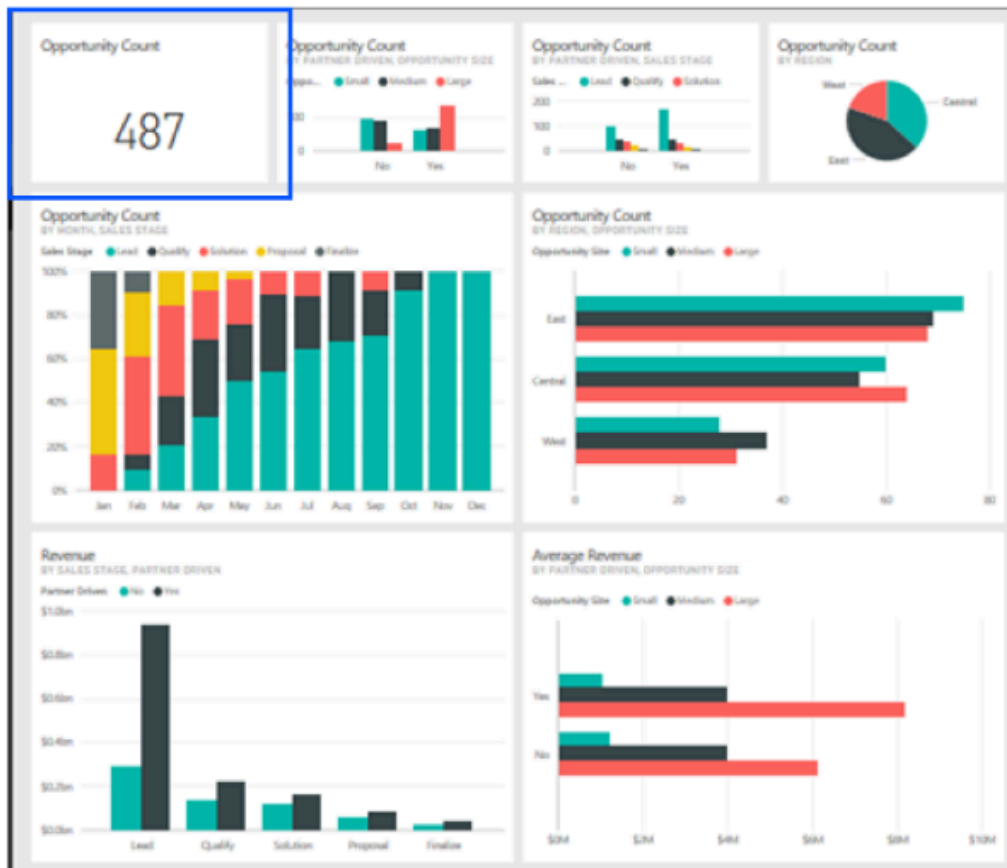 Opportunity Count
487
Opportunity Count
BY PARTNER DRIVEN, OPPORTUNITY SIZE
Small Medium Large
0
No Yes
Opportunity Count
BY PARTNER DRIVEN, SALES STAGE
Sales ... Lead Qualify Solution
200
100
0
No Yes
Opportunity Count
BY REGION
West
Central
East
Opportunity Count
BY MONTH, SALES STAGE
Sales Stage Lead Qualify Solution Proposal Finalize
100%
80%
60%
40%
20%
0%
Jan Feb Mar Apr May Jun Jul Aug Sep Oct Nov Dec
Opportunity Count
BY REGION, OPPORTUNITY SIZE
Opportunity Size Small Medium Large
East
Central
West
0 20 40 60 80
Revenue
BY SALES STAGE, PARTNER DRIVEN
Partner Driven No Yes
$1.0bn
$0.8bn
$0.6bn
$0.4bn
$0.2bn
$0.0bn
Lead Qualify Solution Proposal Finalize
Average Revenue
BY PARTNER DRIVEN, OPPORTUNITY SIZE
Opportunity Size Small Medium Large
Yes
No
$0M $2M $4M $6M $8M $10M